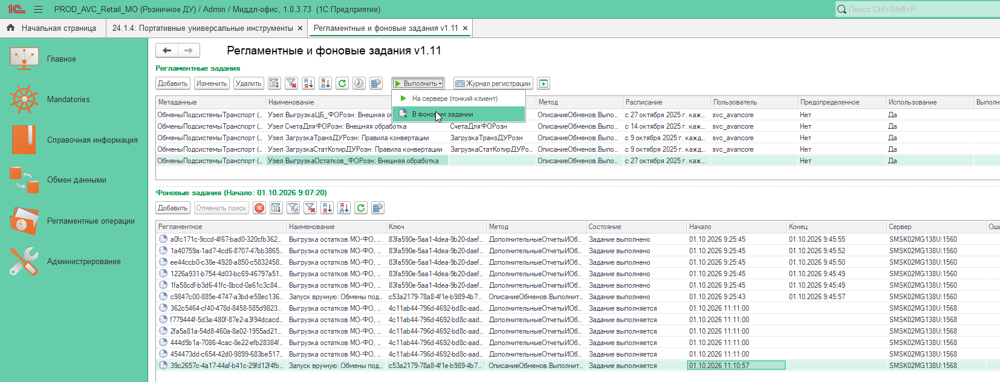 PROD_AVC_Retail_MO (Розничное ДУ) / Admin / Миддл-офис, 1.0.3.73 (1С:Предприятие)
Поиск Ctrl+Shift+F
Начальная страница
24.1.4: Портативные универсальные инструменты ×
Регламентные и фоновые задания v1.11 ×
Главное
Mandatories
Справочная информация
Обмен данными
Регламентные операции
Администрирование
Регламентные и фоновые задания v1.11
Регламентные задания
Добавить Изменить Удалить Выполнить Журнал регистрации
На сервере (тонкий клиент)
В фоновом задании
Метаданные Наименование Метод Расписание Пользователь Предопределенное Использование Выполн
ОбменыПодсистемыТранспорт (... Узел ВыгрузкаЦБ_ФОРозн: Внешняя о ОписаниеОбменов.Выпо... с 27 октября 2025 г. кажд... svc_avancore Нет Да
ОбменыПодсистемыТранспорт (... Узел СчетаДляФОРозн: Внешняя обработка СчетаДляФОРозн ОписаниеОбменов.Выпо... с 14 октября 2025 г. кажд... svc_avancore Нет Да
ОбменыПодсистемыТранспорт (... Узел ЗагрузкаТранзДУРозн: Правила конвертации ЗагрузкаТранзДУРозн ОписаниеОбменов.Выпо... с 9 октября 2025 г. кажд... svc_avancore Нет Да
ОбменыПодсистемыТранспорт (... Узел ЗагрузкаСтатКотирДУРозн: Правила конвертации ЗагрузкаСтатКотирДУРо... ОписаниеОбменов.Выпо... с 9 октября 2025 г. кажд... svc_avancore Нет Да
ОбменыПодсистемыТранспорт (... Узел ВыгрузкаОстатков_ФОРозн: Внешняя обработка ОписаниеОбменов.Выпо... с 27 октября 2025 г. кажд... Нет Да
Фоновые задания (Начало: 01.10.2026 9:07:20)
Добавить Отменить поиск
Регламентное Наименование Ключ Метод Состояние Начало Конец Сервер Оши
a0fc171c-9ccd-4f67-bad0-320cfb362... Выгрузка остатков МО-ФО, ... 83fa590e-5aa1-4dea-9b20-daef... ДополнительныеОтчетыИОб... Задание выполнено 01.10.2026 9:25:45 01.10.2026 9:45:55 SMSK02MG138U:1560
1a40759a-1ad7-4cd6-8707-47bb3865... Выгрузка остатков МО-ФО, ... 83fa590e-5aa1-4dea-9b20-daef... ДополнительныеОтчетыИОб... Задание выполнено 01.10.2026 9:25:45 01.10.2026 9:45:52 SMSK02MG138U:1560
ee44ccb0-c38e-4928-a850-c5832458... Выгрузка остатков МО-ФО, ... 83fa590e-5aa1-4dea-9b20-daef... ДополнительныеОтчетыИОб... Задание выполнено 01.10.2026 9:25:45 01.10.2026 9:45:50 SMSK02MG138U:1560
1226a931-b754-4d03-bc69-46797a51... Выгрузка остатков МО-ФО, ... 83fa590e-5aa1-4dea-9b20-daef... ДополнительныеОтчетыИОб... Задание выполнено 01.10.2026 9:25:45 01.10.2026 9:45:49 SMSK02MG138U:1560
1fa58cdf-b3d6-41fc-8bcd-0a61c3c84... Выгрузка остатков МО-ФО, ... 83fa590e-5aa1-4dea-9b20-daef... ДополнительныеОтчетыИОб... Задание выполнено 01.10.2026 9:25:45 01.10.2026 9:45:49 SMSK02MG138U:1560
c9847c00-885e-4747-a3bd-e58ec136... Запуск вручную: Обмены под... c53a2179-78a8-4f1e-b989-4b7... ОписаниеОбменов.Выполнит... Задание выполнено 01.10.2026 9:25:43 01.10.2026 9:45:57 SMSK02MG138U:1560
362c5464-cf40-478d-8458-585d9823... Выгрузка остатков МО-ФО, ... 4c11ab44-796d-4692-bd8c-aad... ДополнительныеОтчетыИОб... Задание выполняется 01.10.2026 11:11:00 SMSK02MG138U:1568
f779444f-5d3a-480f-87e2-a3f94dcacd... Выгрузка остатков МО-ФО, ... 4c11ab44-796d-4692-bd8c-aad... ДополнительныеОтчетыИОб... Задание выполняется 01.10.2026 11:11:00 SMSK02MG138U:1568
2fa5a81a-54d8-460a-8a02-1955ad21... Выгрузка остатков МО-ФО, ... 4c11ab44-796d-4692-bd8c-aad... ДополнительныеОтчетыИОб... Задание выполняется 01.10.2026 11:11:00 SMSK02MG138U:1568
444d5b1a-7086-4cac-8e22-efb28384f... Выгрузка остатков МО-ФО, ... 4c11ab44-796d-4692-bd8c-aad... ДополнительныеОтчетыИОб... Задание выполняется 01.10.2026 11:11:00 SMSK02MG138U:1568
454473dd-c654-42d0-9899-683be517... Выгрузка остатков МО-ФО, ... 4c11ab44-796d-4692-bd8c-aad... ДополнительныеОтчетыИОб... Задание выполняется 01.10.2026 11:11:00 SMSK02MG138U:1568
39c2657c-4a17-44af-b41c-29fd12f4fb... Запуск вручную: Обмены под... c53a2179-78a8-4f1e-b989-4b7... ОписаниеОбменов.Выполнит... Задание выполняется 01.10.2026 11:10:57 SMSK02MG138U:1568